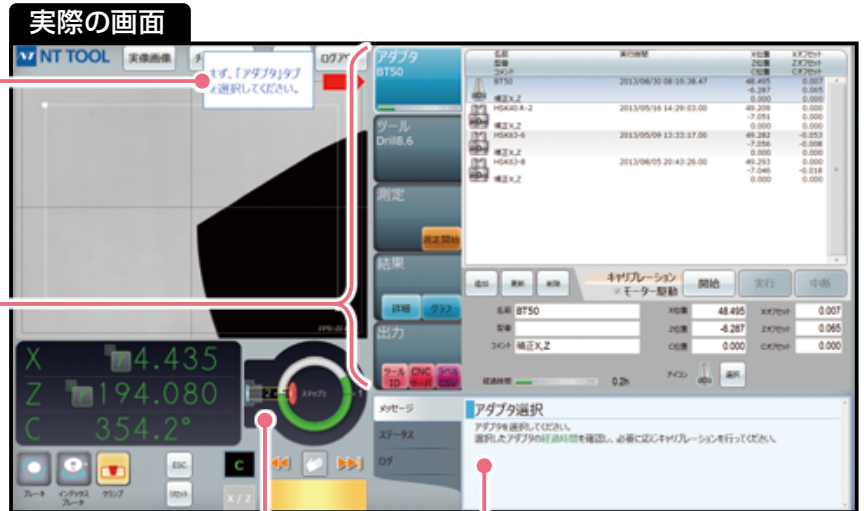 実際の画面
NT TOOL
実像画像
まず、「アダプタ」タブ
を選択してください。
アダプタ
BT50
ツール
Drill8.6
測定
測定開始
結果
詳細 グラフ
出力
ツール ID CNC サーバ ラベル CSV
名前 実行時間 X位置 Xオフセット
型番 Z位置 Zオフセット
コメント C位置 Cオフセット
BT50 2013/08/30 08:16:38.47 48.495 0.007
-6.287 0.065
補正X,Z 0.000 0.000
HSK40 A-2 2013/05/16 14:29:03.00 49.209 0.000
-7.051 0.000
補正X,Z 0.000 0.000
HSK63-6 2013/05/09 13:33:17.00 49.282 -0.053
-7.056 -0.008
補正X,Z 0.000 0.000
HSK63-8 2013/08/05 20:43:26.00 49.293 0.000
-7.046 -0.018
補正X,Z 0.000 0.000
追加 更新 削除 キャリブレーション 開始 実行 中断
モーター駆動
名前 BT50 X位置 48.495 Xオフセット 0.007
型番 Z位置 -6.287 Zオフセット 0.065
コメント 補正X,Z C位置 0.000 Cオフセット 0.000
経過時間 0.2h アイコン 選択
X r 4.435
Z r 194.080
C 354.2°
2 ステップ1 1
ブレーキ インデックスブレーキ クランプ ESC リセット C X / Z
メッセージ
ステータス
ログ
アダプタ選択
アダプタを選択してください。
選択したアダプタの経過時間を確認し、必要に応じキャリブレーションを行ってください。